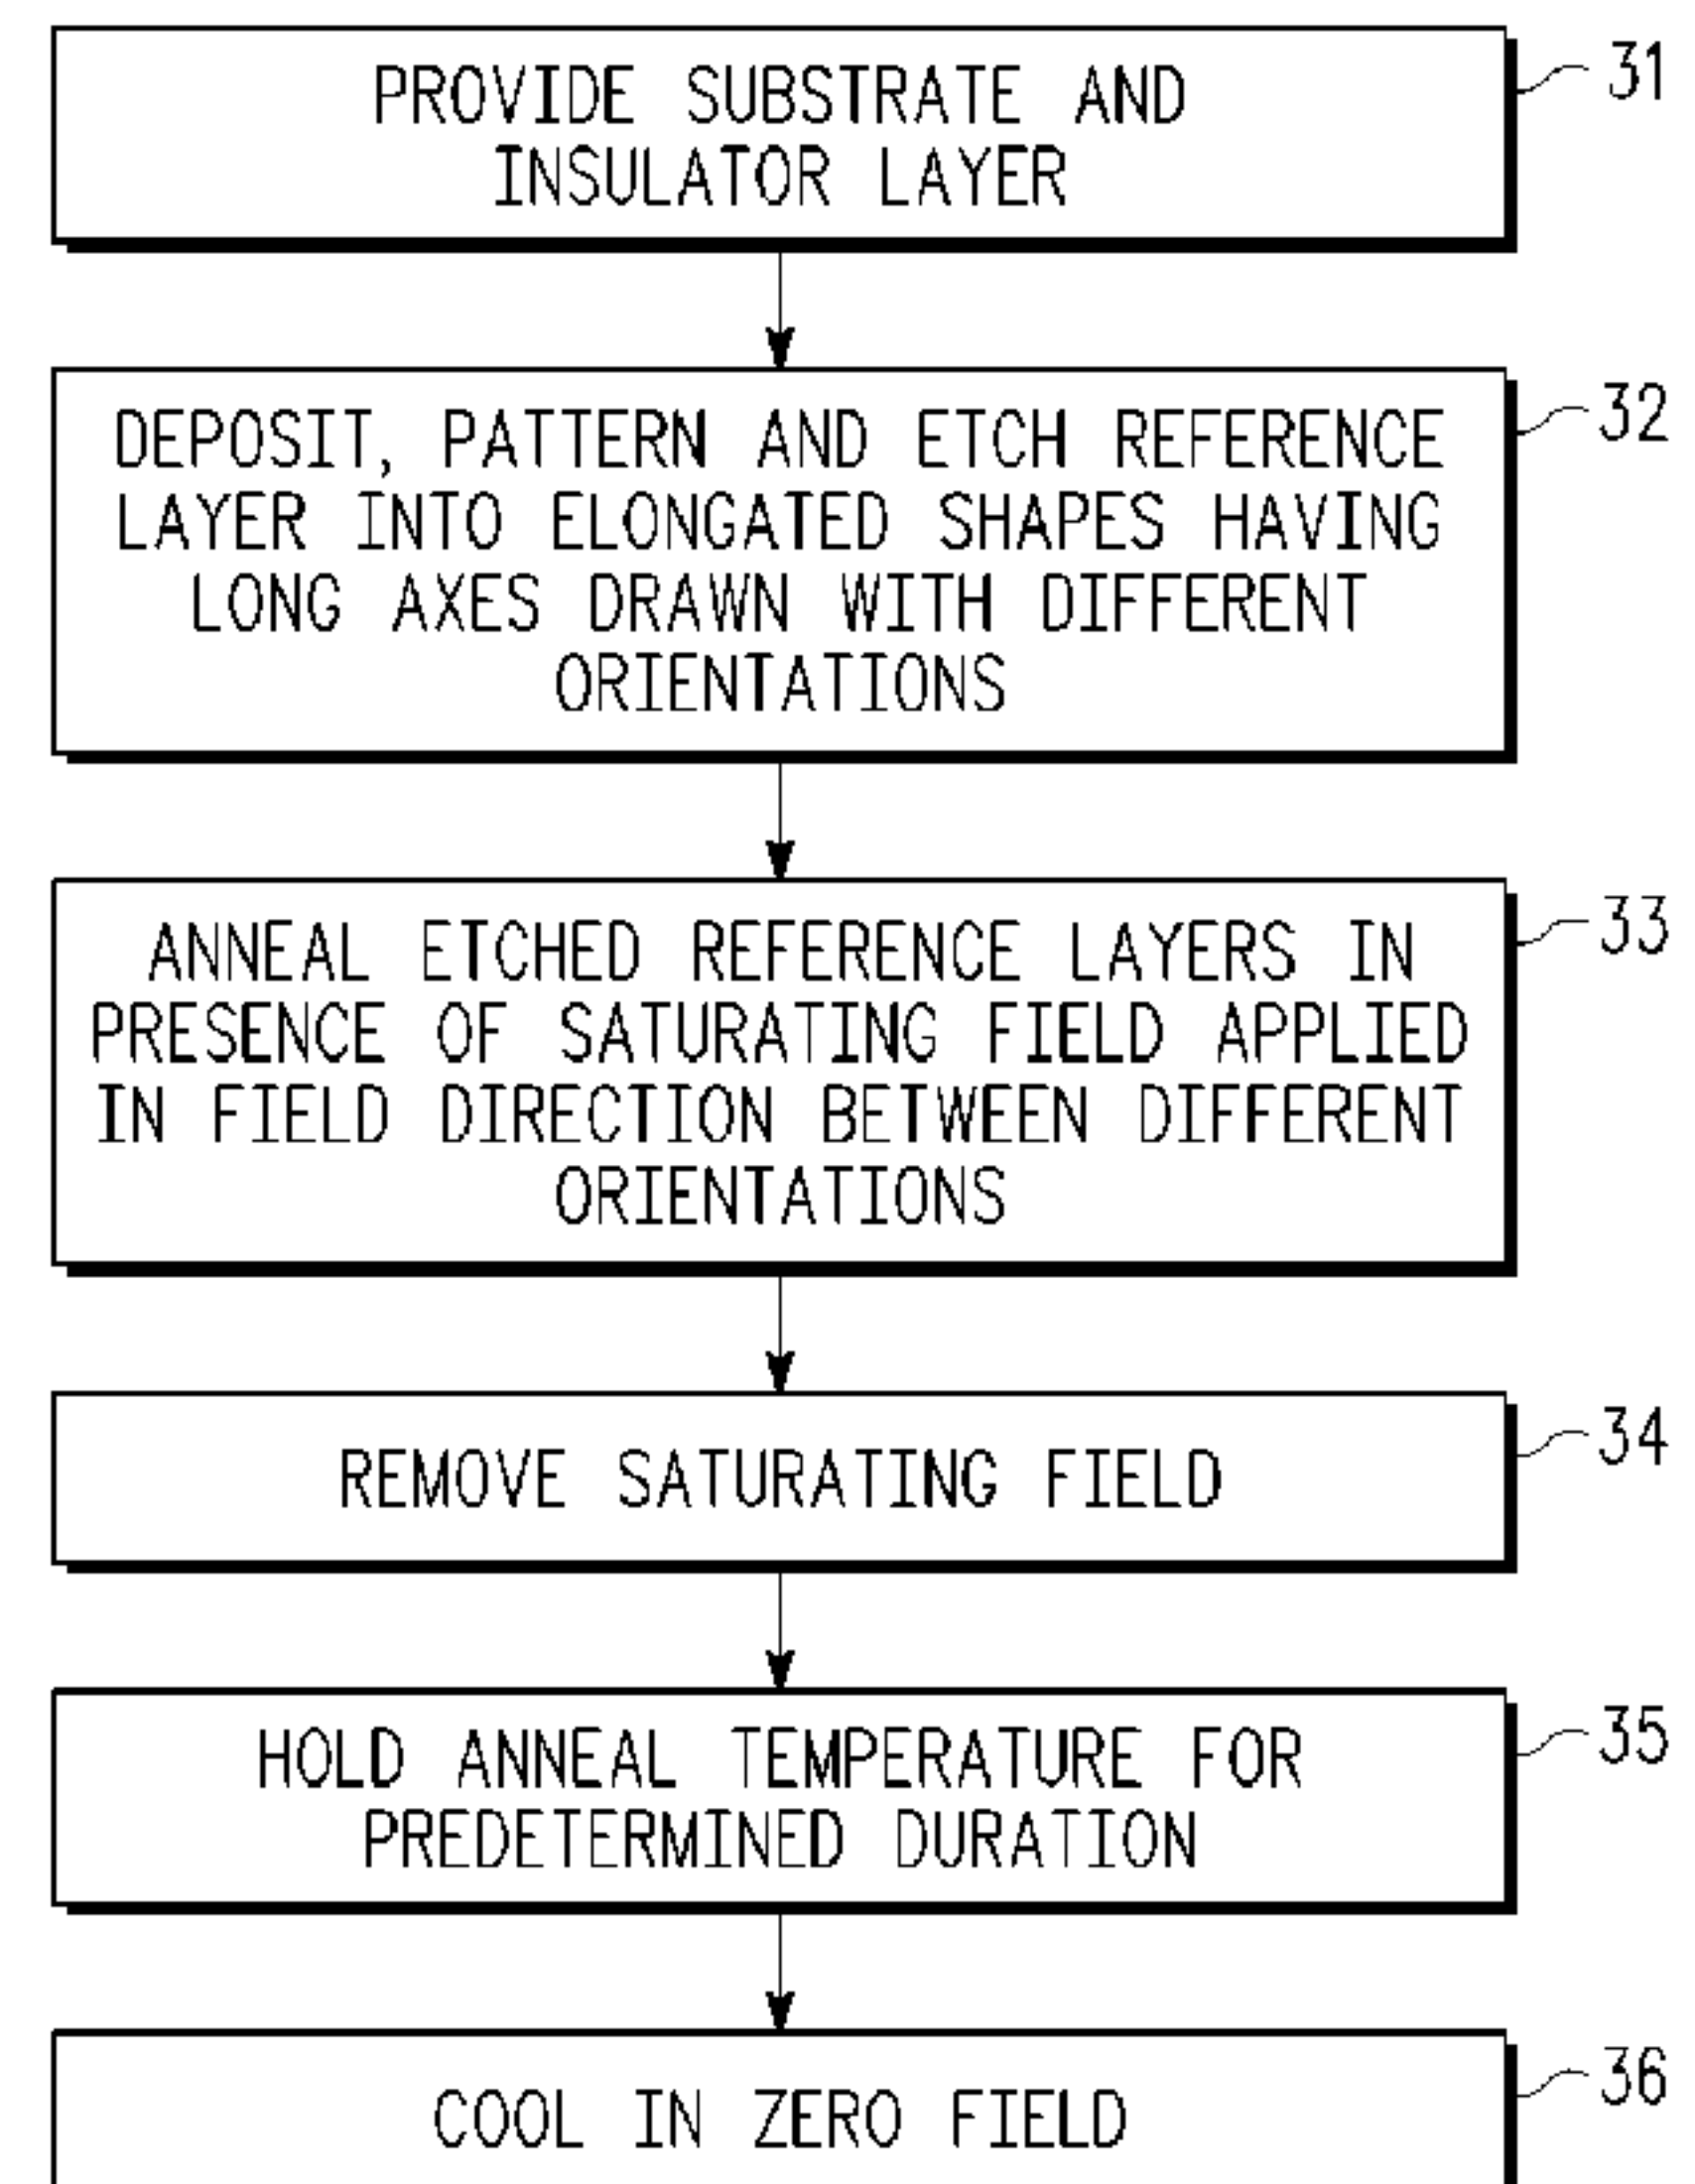 PROVIDE SUBSTRATE AND
INSULATOR LAYER
31
DEPOSIT, PATTERN AND ETCH REFERENCE
LAYER INTO ELONGATED SHAPES HAVING
LONG AXES DRAWN WITH DIFFERENT
ORIENTATIONS
32
ANNEAL ETCHED REFERENCE LAYERS IN
PRESENCE OF SATURATING FIELD APPLIED
IN FIELD DIRECTION BETWEEN DIFFERENT
ORIENTATIONS
33
REMOVE SATURATING FIELD
34
HOLD ANNEAL TEMPERATURE FOR
PREDETERMINED DURATION
35
COOL IN ZERO FIELD
36